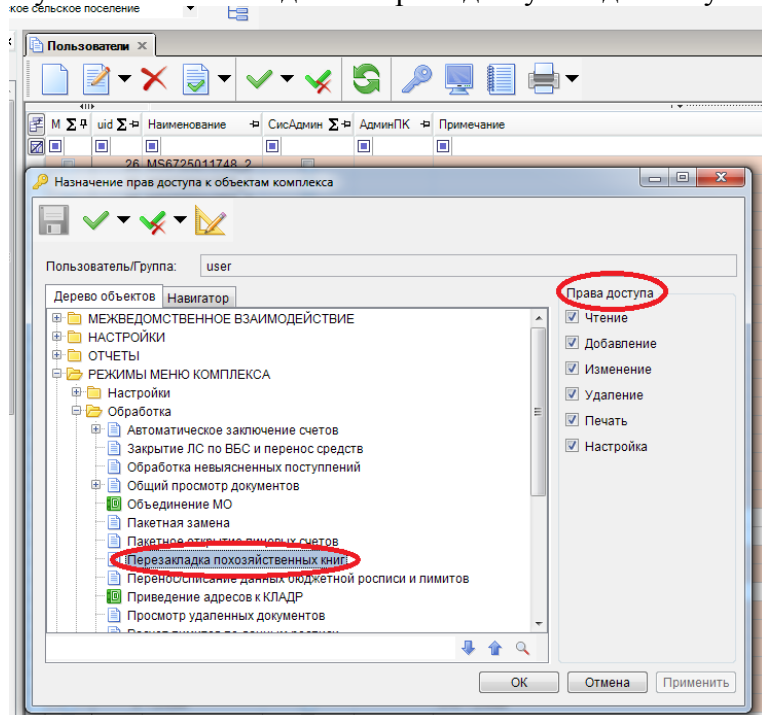 кое сельское поселение
Пользователи
М uid Наименование СисАдмин АдминПК Примечание
26 MS6725011748_2
Назначение прав доступа к объектам комплекса
Пользователь/Группа: user
Дерево объектов Навигатор
МЕЖВЕДОМСТВЕННОЕ ВЗАИМОДЕЙСТВИЕ
НАСТРОЙКИ
ОТЧЕТЫ
РЕЖИМЫ МЕНЮ КОМПЛЕКСА
Настройки
Обработка
Автоматическое заключение счетов
Закрытие ЛС по ВБС и перенос средств
Обработка невыясненных поступлений
Общий просмотр документов
Объединение МО
Пакетная замена
Пакетное открытие лицевых счетов
Перезакладка похозяйственных книг
Перенос/списание данных бюджетной росписи и лимитов
Приведение адресов к КЛАДР
Просмотр удаленных документов
Права доступа
Чтение
Добавление
Изменение
Удаление
Печать
Настройка
OK Отмена Применить